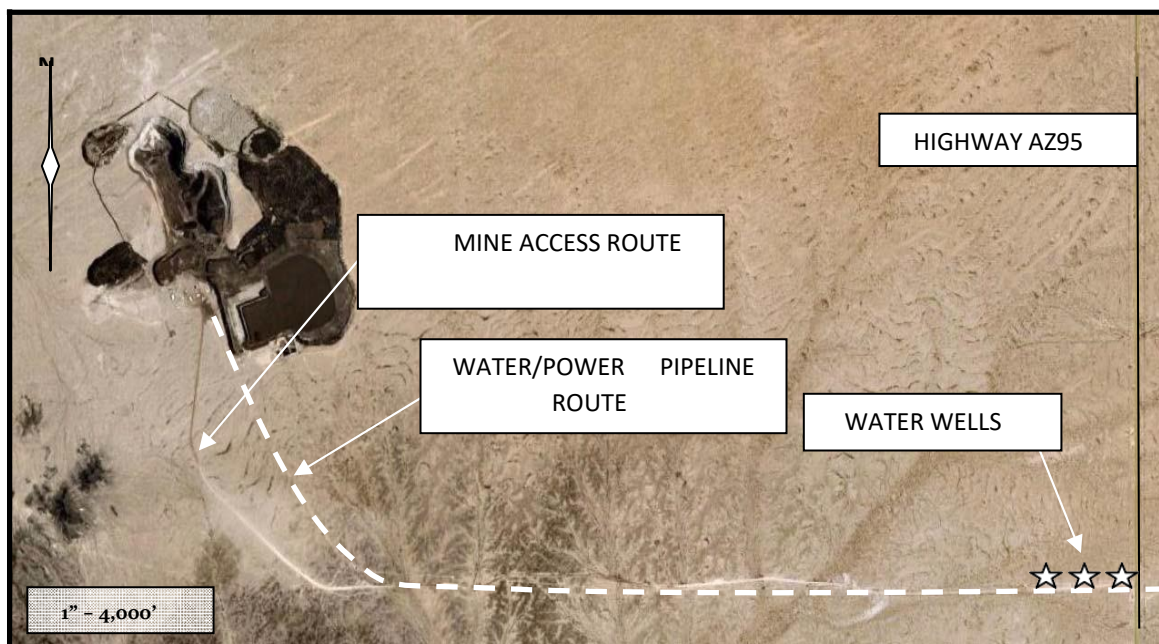 N
HIGHWAY AZ95
MINE ACCESS ROUTE
WATER/POWER PIPELINE
ROUTE
WATER WELLS
1” – 4,000’